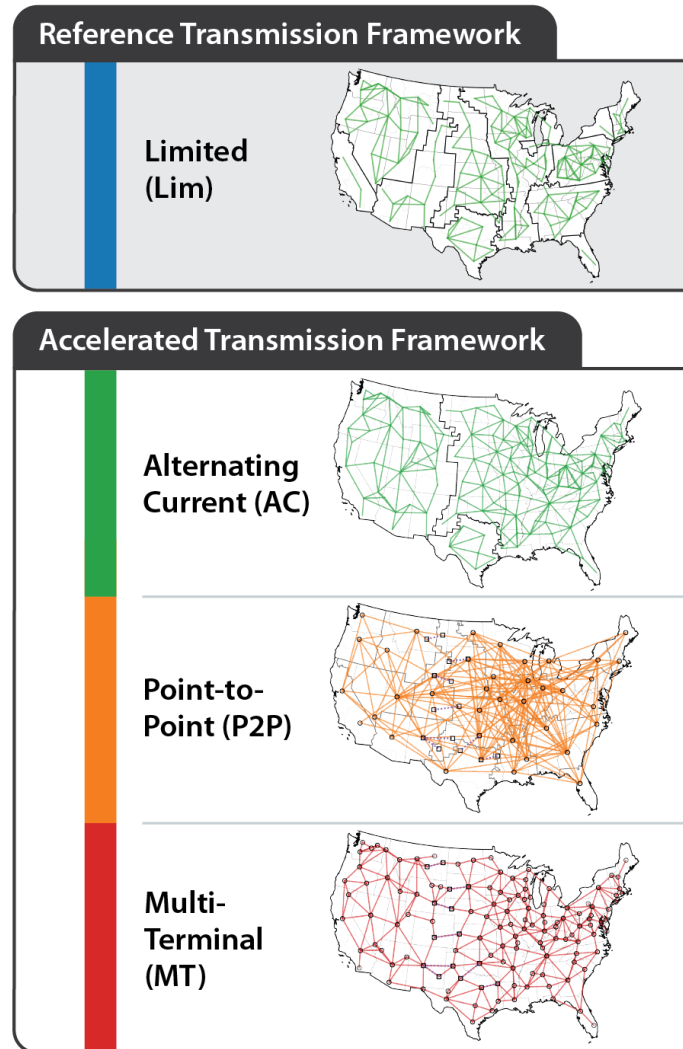 Reference Transmission Framework
Limited
(Lim)
Accelerated Transmission Framework
Alternating
Current (AC)
Point-to-
Point (P2P)
Multi-
Terminal
(MT)